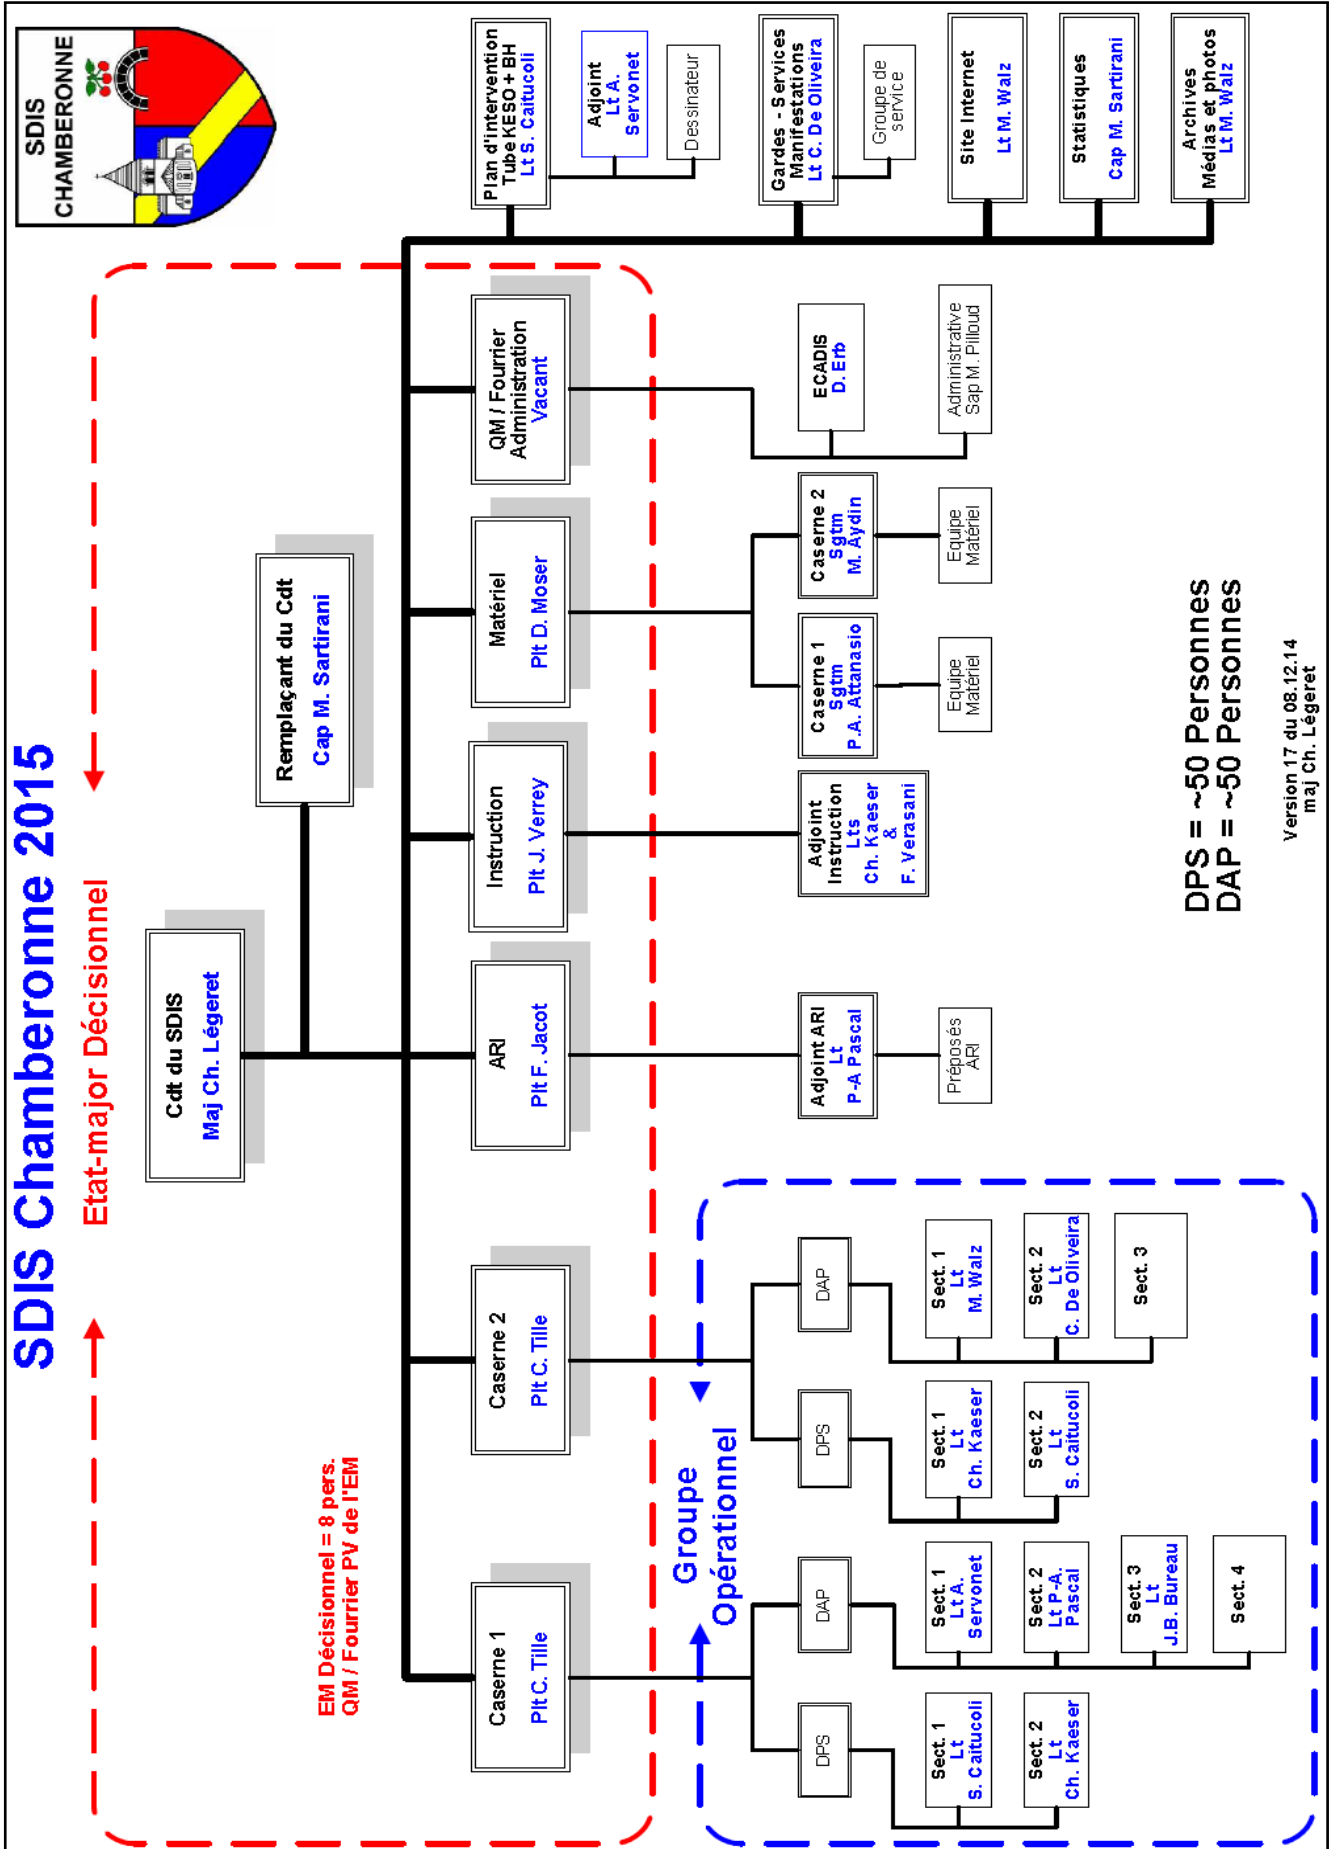 SDIS Chamberonne 2015
SDIS
CHAMBERONNE
Etat-major Décisionnel
Cdt du SDIS
Maj Ch. Légeret
Remplaçant du Cdt
Cap M. Sartirani
EM Décisionnel = 8 pers.
QM / Fourrier PV de l'EM
Caserne 1
Plt C. Tille
Caserne 2
Plt C. Tille
ARI
Plt F. Jacot
Instruction
Plt J. Verrey
Matériel
Plt D. Moser
QM / Fourrier
Administration
Vacant
Plan d'intervention
Tube KESO + BH
Lt S. Caitucoli
Adjoint
Lt A.
Servonet
Dessinateur
Gardes - Services
Manifestations
Lt C. De Oliveira
Groupe de
service
Site Internet
Lt M. Walz
Statistiques
Cap M. Sartirani
Archives
Médias et photos
Lt M. Walz
Groupe
Opérationnel
DPS
Sect. 1
Lt
S. Caitucoli
Sect. 2
Lt
Ch. Kaeser
DAP
Sect. 1
Lt A.
Servonet
Sect. 2
Lt P-A.
Pascal
Sect. 3
Lt
J.B. Bureau
Sect. 4
DPS
Sect. 1
Lt
Ch. Kaeser
Sect. 2
Lt
S. Caitucoli
DAP
Sect. 1
Lt
M. Walz
Sect. 2
Lt
C. De Oliveira
Sect. 3
Adjoint ARI
Lt
P-A Pascal
Préposés
ARI
Adjoint
Instruction
Lts
Ch. Kaeser
&
F. Verasani
Caserne 1
Sgtm
P.A. Attanasio
Equipe
Matériel
Caserne 2
Sgtm
M. Aydin
Equipe
Matériel
ECADIS
D. Erb
Administrative
Sap M. Pilloud
DPS = ~50 Personnes
DAP = ~50 Personnes
Version 17 du 08.12.14
maj Ch. Légeret